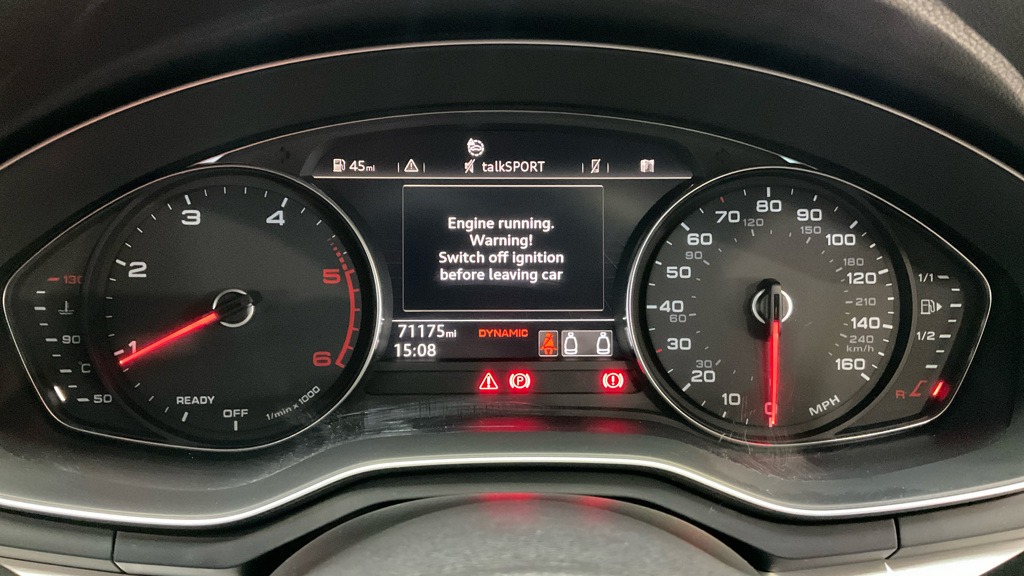 45mi
talkSPORT
Engine running.
Warning!
Switch off ignition
before leaving car
71175mi
DYNAMIC
15:08
130
90
C
50
1
2
3
4
5
6
READY
OFF
1/min x 1000
0
10
20
30
40
50
60
70
80
90
100
120
140
160
30
60
90
120
150
180
210
240
km/h
MPH
1/1
1/2
R
P